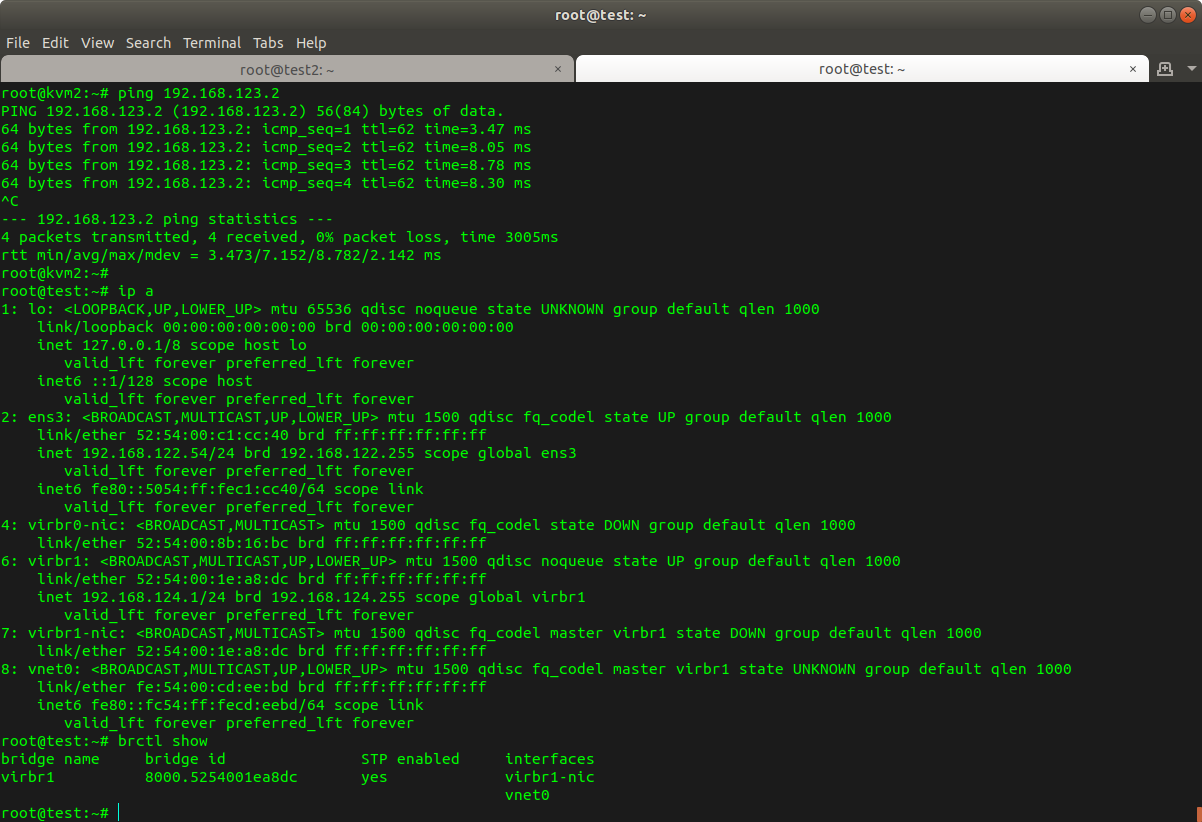 root@test: ~
File Edit View Search Terminal Tabs Help
root@test2: ~ × root@test: ~ ×
root@kvm2:~# ping 192.168.123.2
PING 192.168.123.2 (192.168.123.2) 56(84) bytes of data.
64 bytes from 192.168.123.2: icmp_seq=1 ttl=62 time=3.47 ms
64 bytes from 192.168.123.2: icmp_seq=2 ttl=62 time=8.05 ms
64 bytes from 192.168.123.2: icmp_seq=3 ttl=62 time=8.78 ms
64 bytes from 192.168.123.2: icmp_seq=4 ttl=62 time=8.30 ms
^C
--- 192.168.123.2 ping statistics ---
4 packets transmitted, 4 received, 0% packet loss, time 3005ms
rtt min/avg/max/mdev = 3.473/7.152/8.782/2.142 ms
root@kvm2:~#
root@test:~# ip a
1: lo: <LOOPBACK,UP,LOWER_UP> mtu 65536 qdisc noqueue state UNKNOWN group default qlen 1000
    link/loopback 00:00:00:00:00:00 brd 00:00:00:00:00:00
    inet 127.0.0.1/8 scope host lo
       valid_lft forever preferred_lft forever
    inet6 ::1/128 scope host
       valid_lft forever preferred_lft forever
2: ens3: <BROADCAST,MULTICAST,UP,LOWER_UP> mtu 1500 qdisc fq_codel state UP group default qlen 1000
    link/ether 52:54:00:c1:cc:40 brd ff:ff:ff:ff:ff:ff
    inet 192.168.122.54/24 brd 192.168.122.255 scope global ens3
       valid_lft forever preferred_lft forever
    inet6 fe80::5054:ff:fec1:cc40/64 scope link
       valid_lft forever preferred_lft forever
4: virbr0-nic: <BROADCAST,MULTICAST> mtu 1500 qdisc fq_codel state DOWN group default qlen 1000
    link/ether 52:54:00:8b:16:bc brd ff:ff:ff:ff:ff:ff
6: virbr1: <BROADCAST,MULTICAST,UP,LOWER_UP> mtu 1500 qdisc noqueue state UP group default qlen 1000
    link/ether 52:54:00:1e:a8:dc brd ff:ff:ff:ff:ff:ff
    inet 192.168.124.1/24 brd 192.168.124.255 scope global virbr1
       valid_lft forever preferred_lft forever
7: virbr1-nic: <BROADCAST,MULTICAST> mtu 1500 qdisc fq_codel master virbr1 state DOWN group default qlen 1000
    link/ether 52:54:00:1e:a8:dc brd ff:ff:ff:ff:ff:ff
8: vnet0: <BROADCAST,MULTICAST,UP,LOWER_UP> mtu 1500 qdisc fq_codel master virbr1 state UNKNOWN group default qlen 1000
    link/ether fe:54:00:cd:ee:bd brd ff:ff:ff:ff:ff:ff
    inet6 fe80::fc54:ff:fecd:eebd/64 scope link
       valid_lft forever preferred_lft forever
root@test:~# brctl show
bridge name     bridge id               STP enabled     interfaces
virbr1          8000.5254001ea8dc       yes             virbr1-nic
                                                        vnet0
root@test:~#